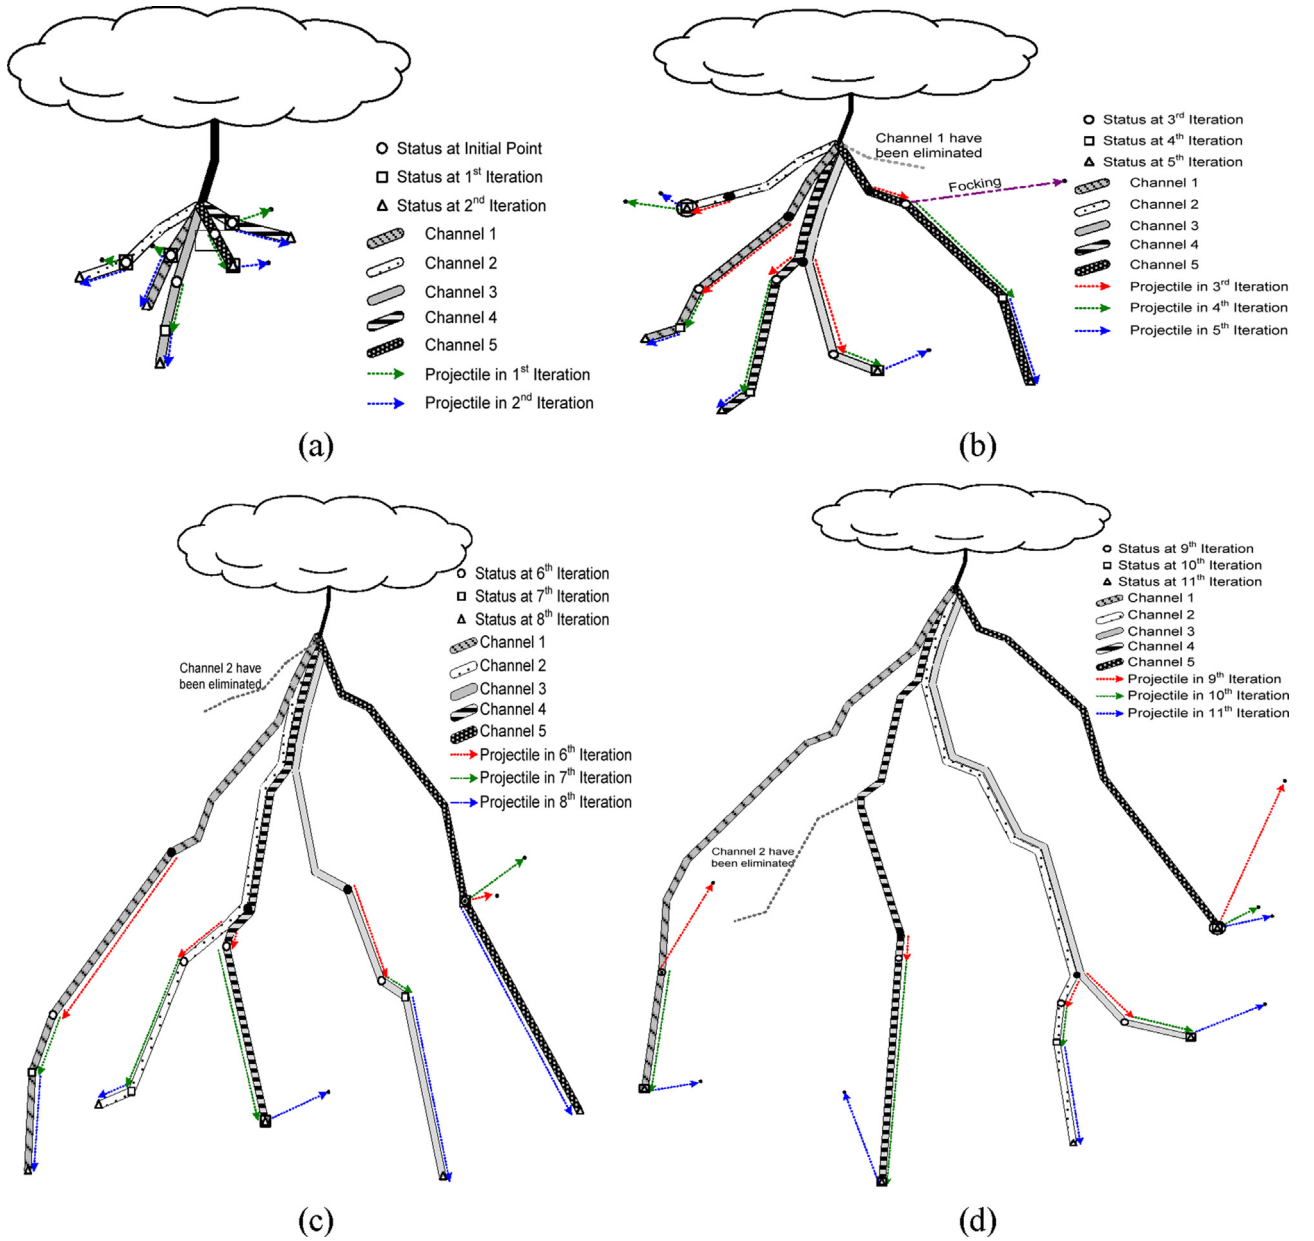 Status at Initial Point
Status at 1st Iteration
Status at 2nd Iteration
Channel 1
Channel 2
Channel 3
Channel 4
Channel 5
Projectile in 1st Iteration
Projectile in 2nd Iteration
(a)
Channel 1 have
been eliminated
Focking
Status at 3rd Iteration
Status at 4th Iteration
Status at 5th Iteration
Channel 1
Channel 2
Channel 3
Channel 4
Channel 5
Projectile in 3rd Iteration
Projectile in 4th Iteration
Projectile in 5th Iteration
(b)
Channel 2 have
been eliminated
Status at 6th Iteration
Status at 7th Iteration
Status at 8th Iteration
Channel 1
Channel 2
Channel 3
Channel 4
Channel 5
Projectile in 6th Iteration
Projectile in 7th Iteration
Projectile in 8th Iteration
(c)
Status at 9th Iteration
Status at 10th Iteration
Status at 11th Iteration
Channel 1
Channel 2
Channel 3
Channel 4
Channel 5
Projectile in 9th Iteration
Projectile in 10th Iteration
Projectile in 11th Iteration
Channel 2 have
been eliminated
(d)